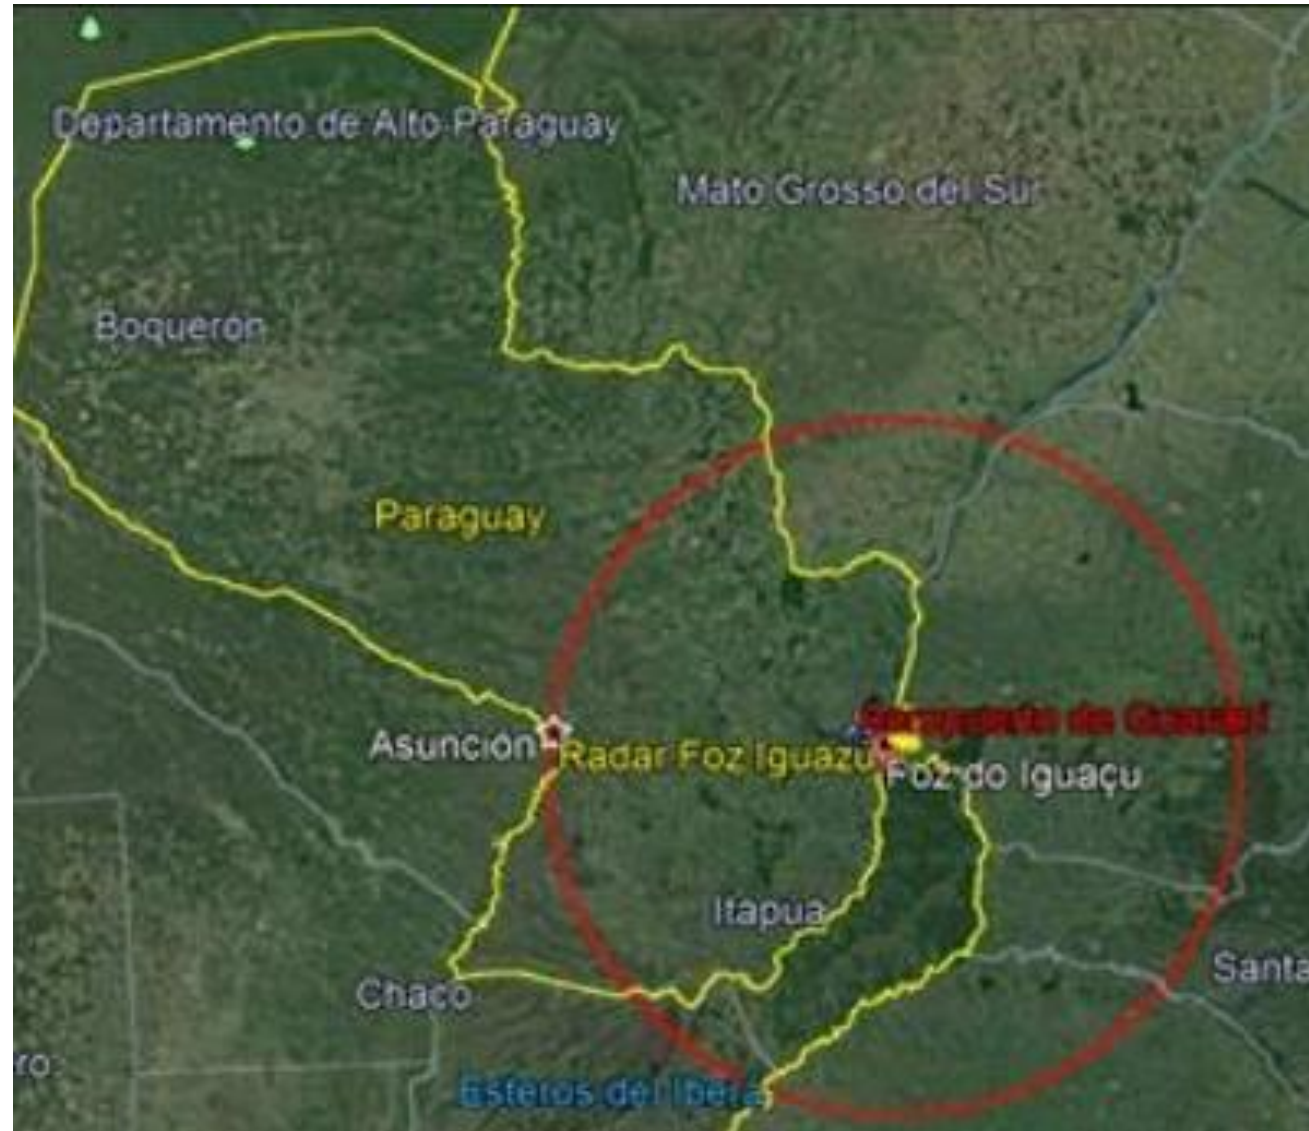 Departamento de Alto Paraguay
Mato Grosso del Sur
Boquerón
Paraguay
Asunción
Radar Foz Iguazú
Foz do Iguaçu
Itapúa
Chaco
Santa
ro
Esteros del Iberá